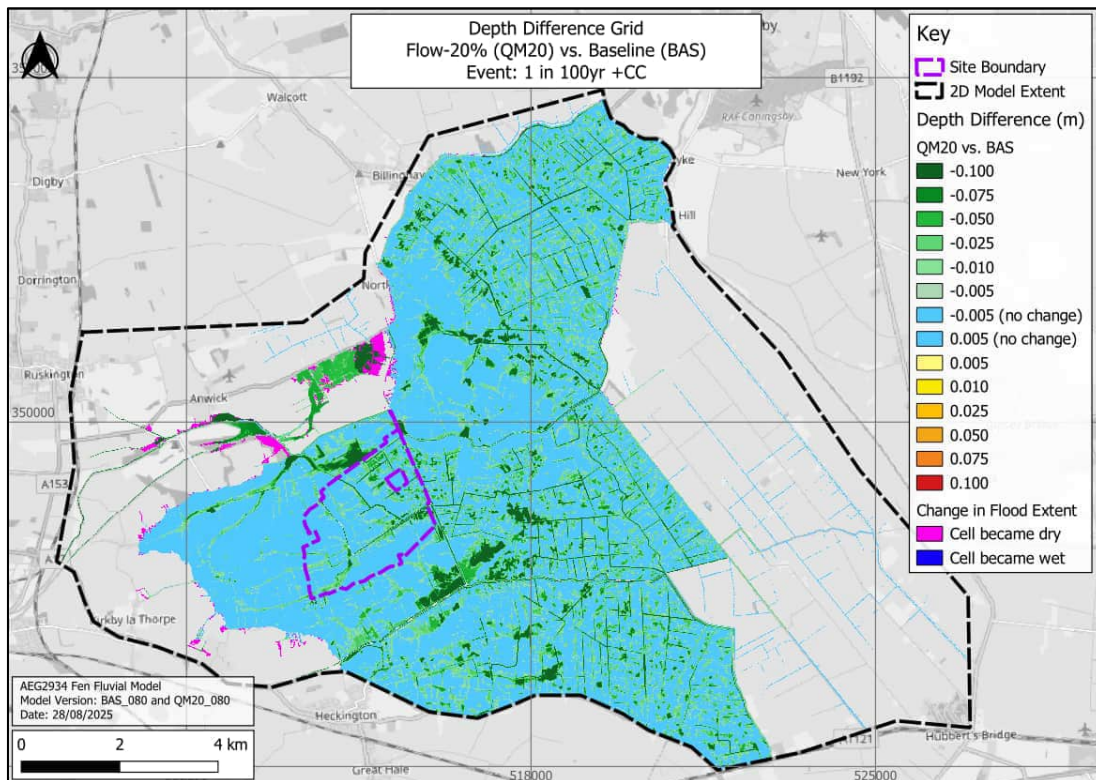 Depth Difference Grid
Flow-20% (QM20) vs. Baseline (BAS)
Event: 1 in 100yr +CC
Key
Site Boundary
2D Model Extent
Depth Difference (m)
QM20 vs. BAS
-0.100
-0.075
-0.050
-0.025
-0.010
-0.005
-0.005 (no change)
0.005 (no change)
0.005
0.010
0.025
0.050
0.075
0.100
Change in Flood Extent
Cell became dry
Cell became wet
B1192
Walcott
RAF Coningsby
Digby
Billinghay
yke
New York
Hill
Dorrington
North
Ruskington
Anwick
350000
A153
Kirkby la Thorpe
AEG2934 Fen Fluvial Model
Model Version: BAS_080 and QM20_080
Date: 28/08/2025
Heckington
0 2 4 km
Great Hale
518000
525000
A1121
Hubbert's Bridge